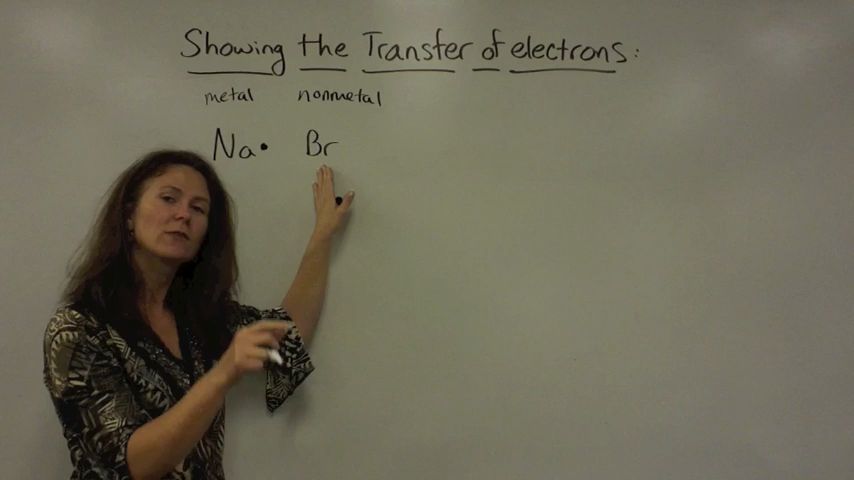 Showing the Transfer of electrons:
metal nonmetal
Na• Br